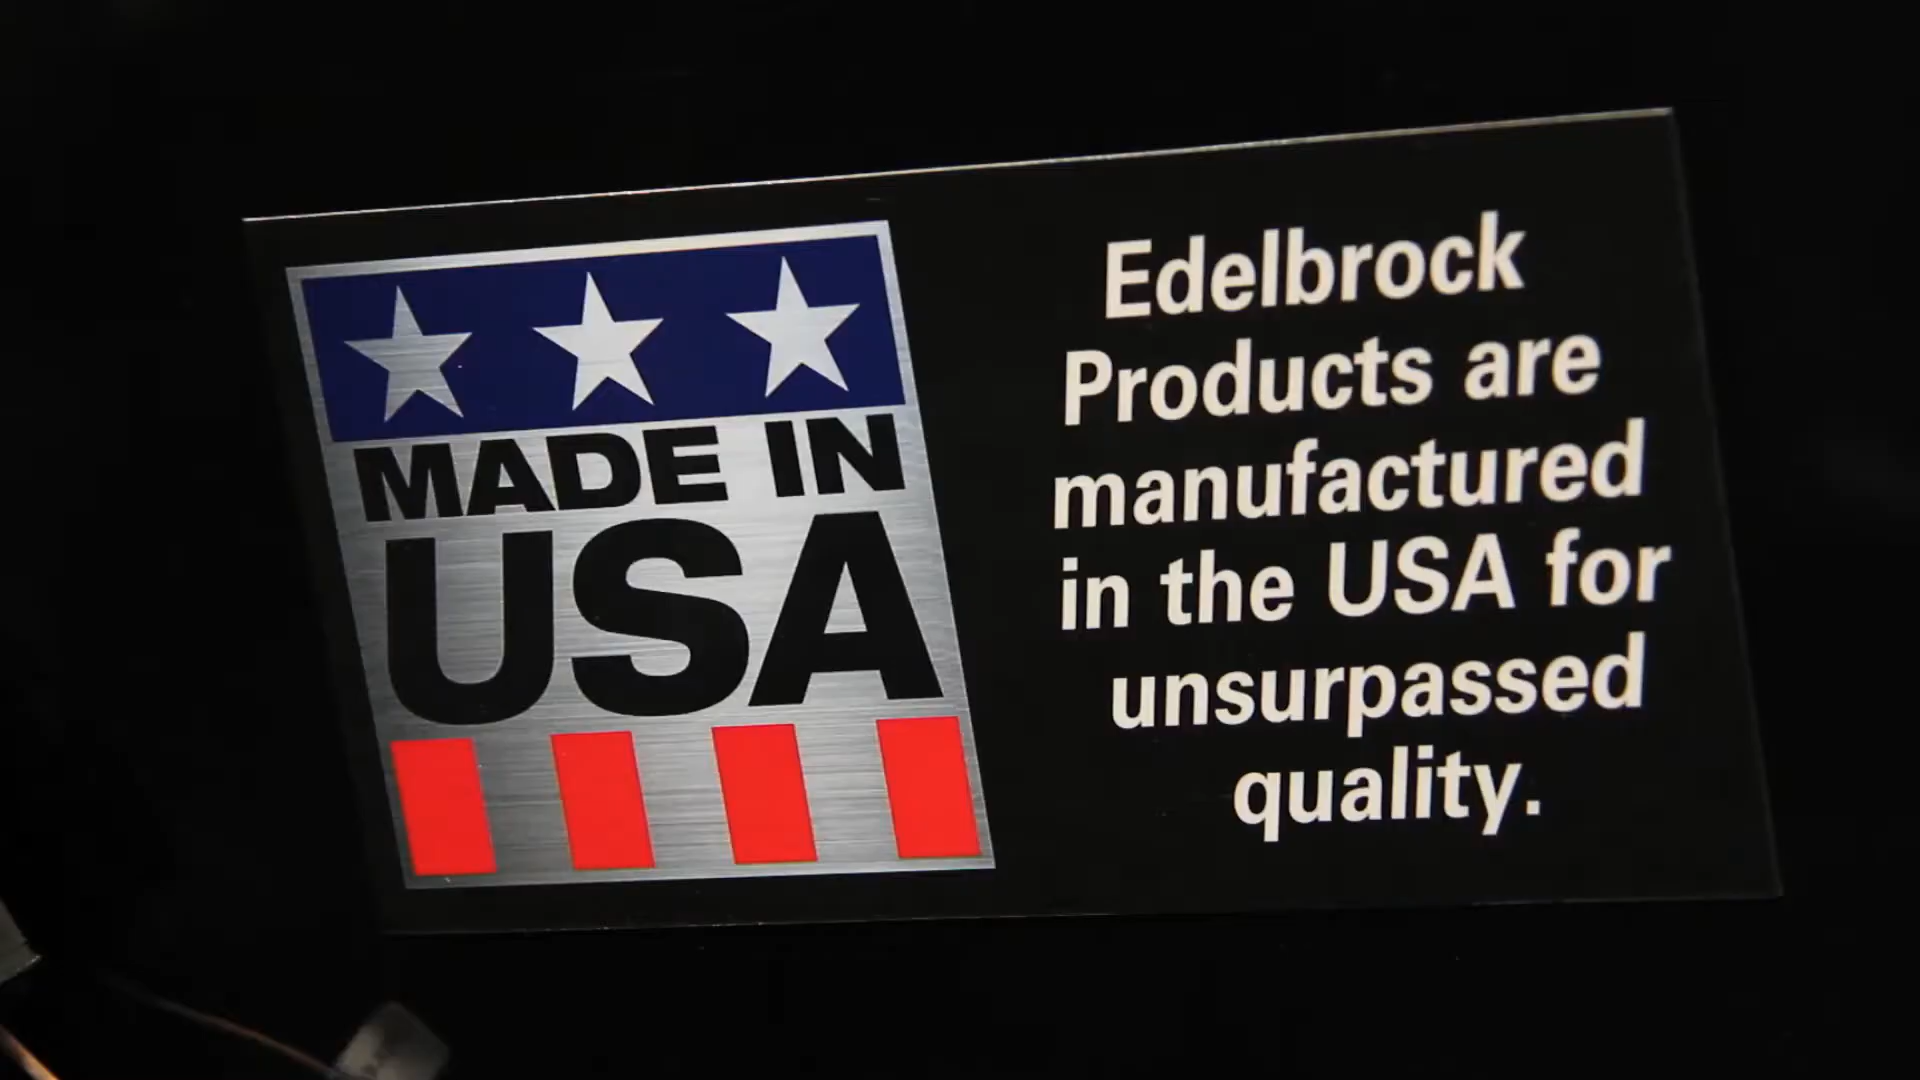 MADE IN
USA
Edelbrock
Products are
manufactured
in the USA for
unsurpassed
quality.